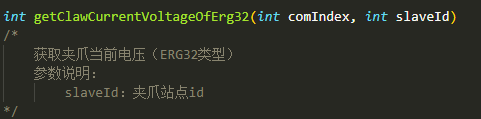 int getClawCurrentVoltageOfErg32(int comIndex, int slaveId)
/*
获取夹爪当前电压（ERG32类型）
参数说明：
slaveId：夹爪站点id
*/